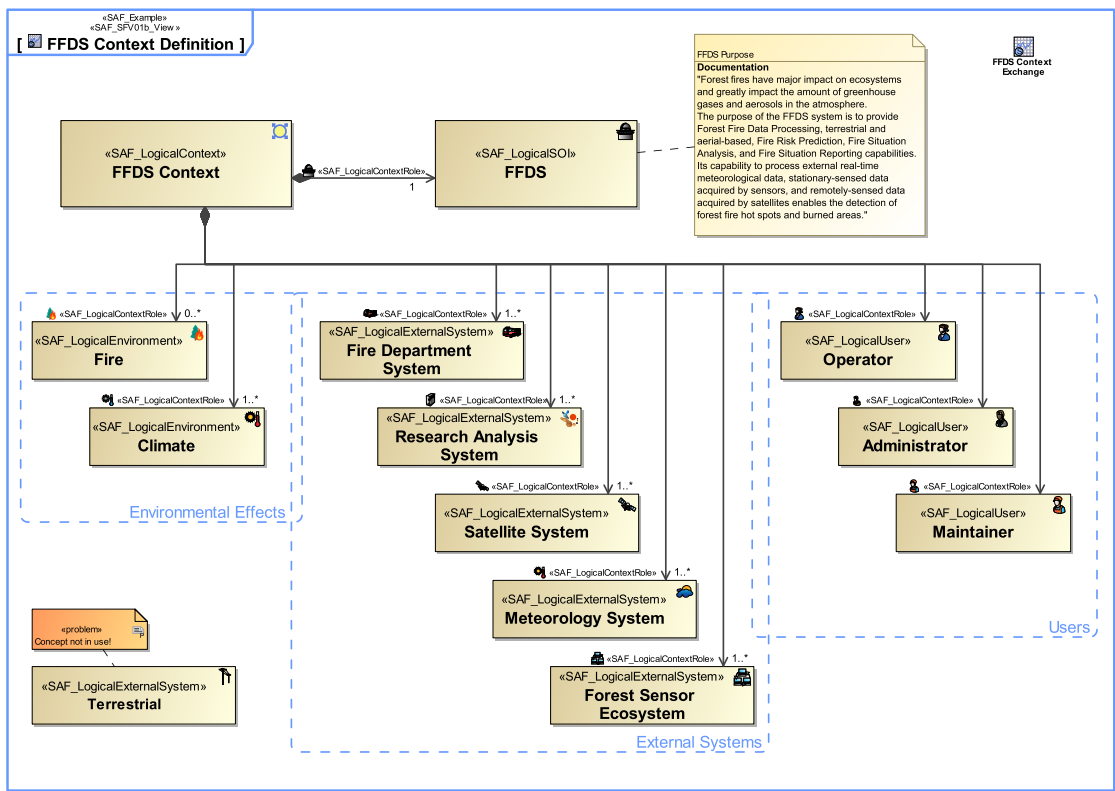 «SAF_Example»
«SAF_SFV01b_View »
[ FFDS Context Definition ]
FFDS Context
Exchange
FFDS Purpose
Documentation
"Forest fires have major impact on ecosystems
and greatly impact the amount of greenhouse
gases and aerosols in the atmosphere.
The purpose of the FFDS system is to provide
Forest Fire Data Processing, terrestrial and
aerial-based, Fire Risk Prediction, Fire Situation
Analysis, and Fire Situation Reporting capabilities.
Its capability to process external real-time
meteorological data, stationary-sensed data
acquired by sensors, and remotely-sensed data
acquired by satellites enables the detection of
forest fire hot spots and burned areas."
«SAF_LogicalContext»
FFDS Context
«SAF_LogicalContextRole»
1
«SAF_LogicalSOI»
FFDS
«SAF_LogicalContextRole» 0..*
«SAF_LogicalEnvironment»
Fire
«SAF_LogicalContextRole» 1..*
«SAF_LogicalEnvironment»
Climate
Environmental Effects
«SAF_LogicalContextRole» 1..*
«SAF_LogicalExternalSystem»
Fire Department
System
«SAF_LogicalContextRole» 1..*
«SAF_LogicalExternalSystem»
Research Analysis
System
«SAF_LogicalContextRole» 1..*
«SAF_LogicalExternalSystem»
Satellite System
«SAF_LogicalContextRole» 1..*
«SAF_LogicalExternalSystem»
Meteorology System
«SAF_LogicalContextRole» 1..*
«SAF_LogicalExternalSystem»
Forest Sensor
Ecosystem
External Systems
«SAF_LogicalContextRole»
«SAF_LogicalUser»
Operator
«SAF_LogicalContextRole»
«SAF_LogicalUser»
Administrator
«SAF_LogicalContextRole»
«SAF_LogicalUser»
Maintainer
Users
«problem»
Concept not in use!
«SAF_LogicalExternalSystem»
Terrestrial